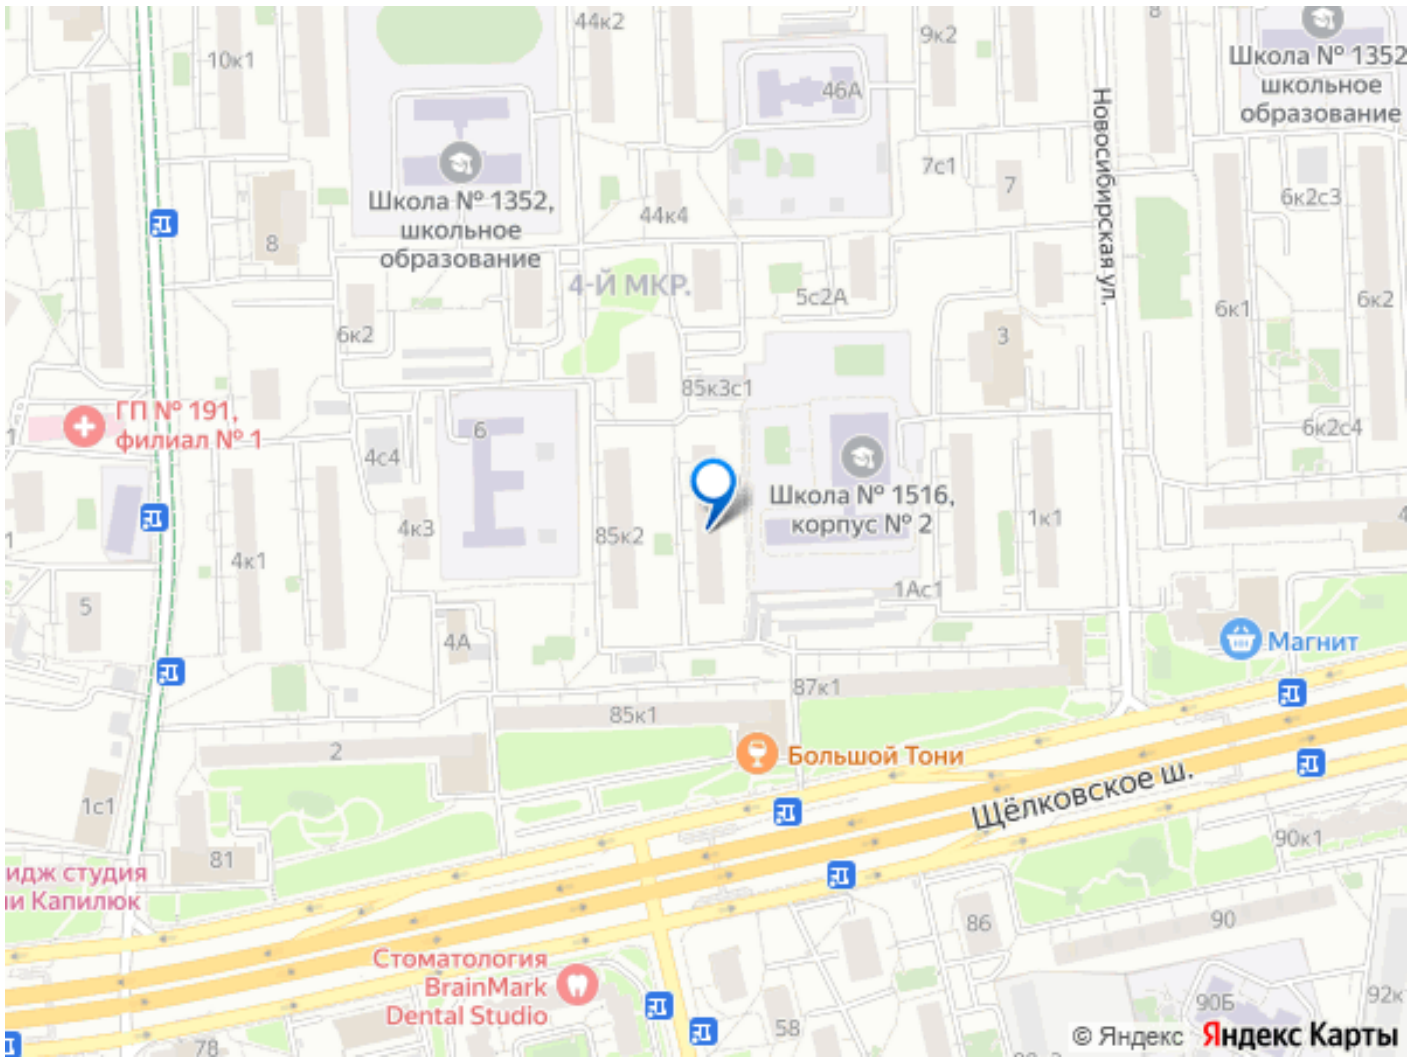 44к2
8
9к2
10к1
Школа № 1352
школьное
образование
46А
Новосибирская ул.
7с1
7
6к2с3
Школа № 1352,
школьное
образование
44к4
8
4-Й МКР.
5с2А
6к1
6к2
6к2
3
85к3с1
ГП № 191,
филиал № 1
1
6
6к2с4
4с4
Школа № 1516,
корпус № 2
1к1
4
4к3
85к2
1
4к1
1Ас1
5
4А
Магнит
87к1
85к1
2
Большой Тони
Щёлковское ш.
1с1
90к1
81
идж студия
и Капилюк
86
90
Стоматология
BrainMark
Dental Studio
90Б
92к
58
78
© Яндекс Яндекс Карты